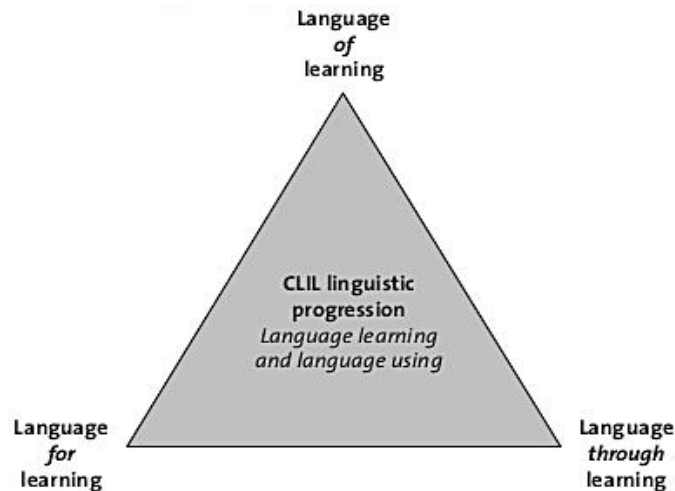 Language
of
learning
CLIL linguistic
progression
Language learning
and language using
Language
for
learning
Language
through
learning